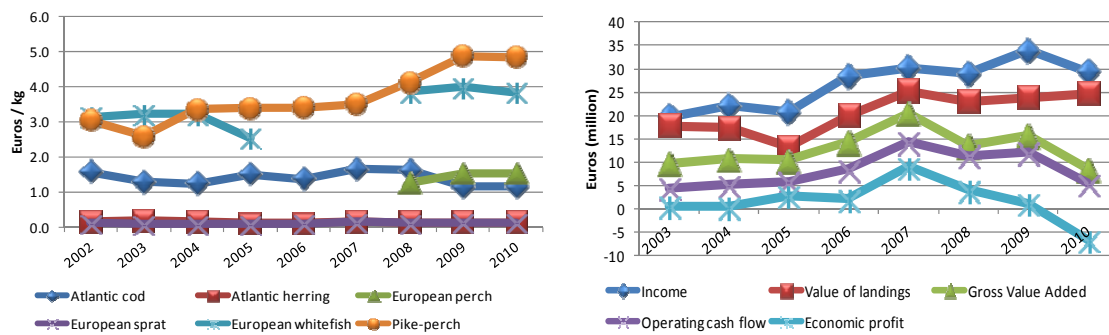 6.0
5.0
4.0
3.0
2.0
1.0
0.0
Euros / kg
2002 2003 2004 2005 2006 2007 2008 2009 2010
Atlantic cod Atlantic herring European perch
European sprat European whitefish Pike-perch
40
35
30
25
20
15
10
5
0
-5
-10
Euros (million)
2003 2004 2005 2006 2007 2008 2009 2010
Income Value of landings Gross Value Added
Operating cash flow Economic profit